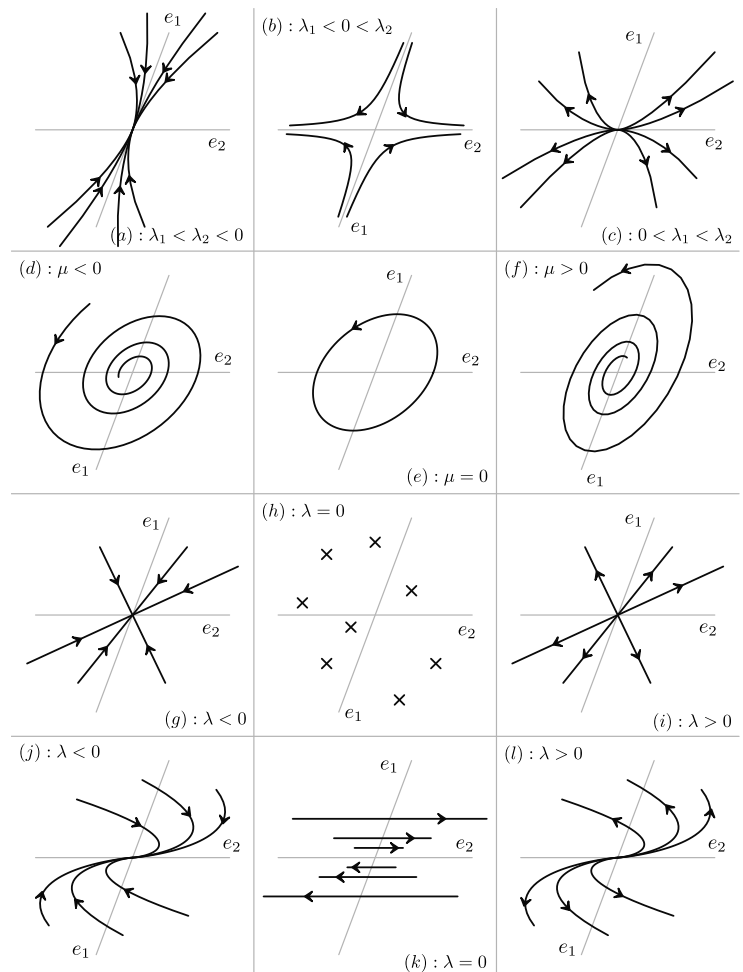 e₁
e₂
(a) : λ₁ < λ₂ < 0
(b) : λ₁ < 0 < λ₂
e₂
e₁
e₁
e₂
(c) : 0 < λ₁ < λ₂
(d) : μ < 0
e₂
e₁
e₁
e₂
(e) : μ = 0
(f) : μ > 0
e₂
e₁
e₁
e₂
(g) : λ < 0
(h) : λ = 0
e₂
e₁
e₁
e₂
(i) : λ > 0
(j) : λ < 0
e₂
e₁
e₁
e₂
(k) : λ = 0
(l) : λ > 0
e₂
e₁